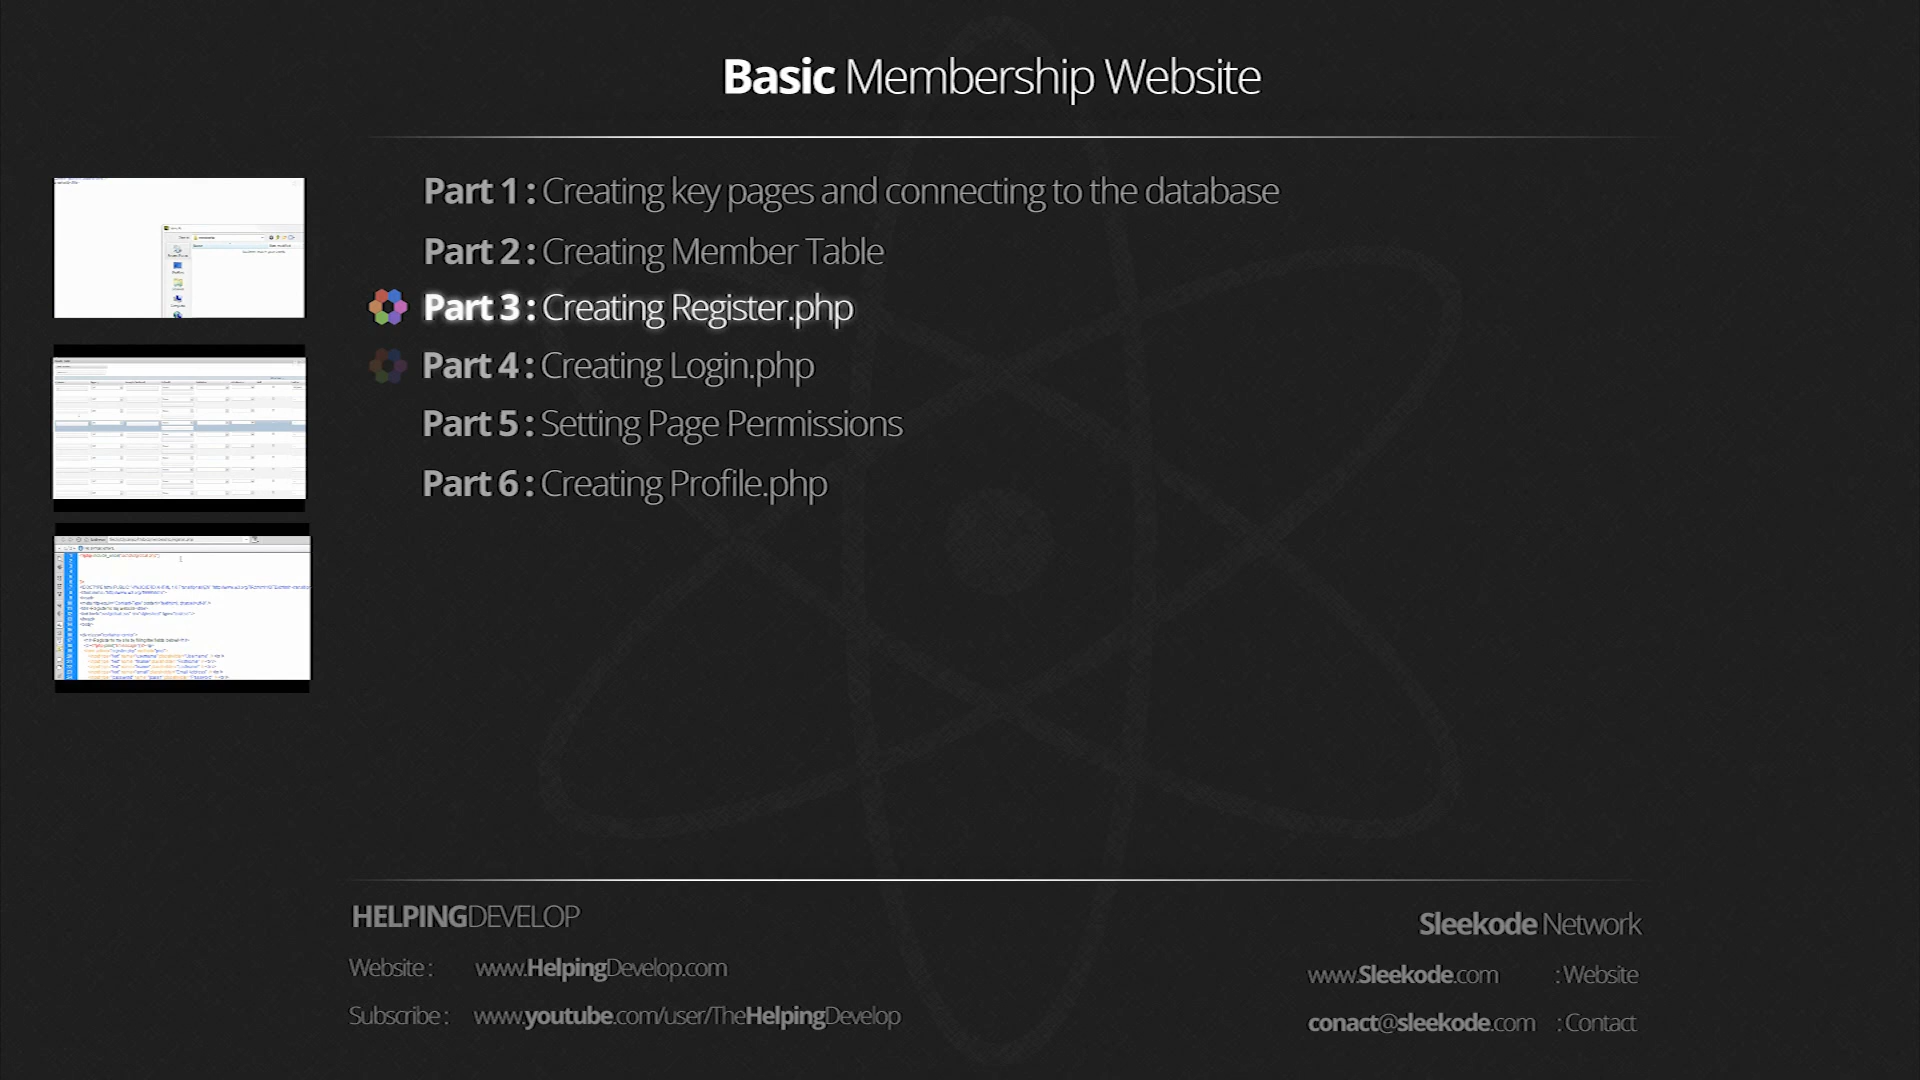 Basic Membership Website
Part 1 : Creating key pages and connecting to the database
Part 2 : Creating Member Table
Part 3 : Creating Register.php
Part 4 : Creating Login.php
Part 5 : Setting Page Permissions
Part 6 : Creating Profile.php
HELPINGDEVELOP
Website : www.HelpingDevelop.com
Subscribe : www.youtube.com/user/TheHelpingDevelop
Sleekode Network
www.Sleekode.com : Website
conact@sleekode.com : Contact